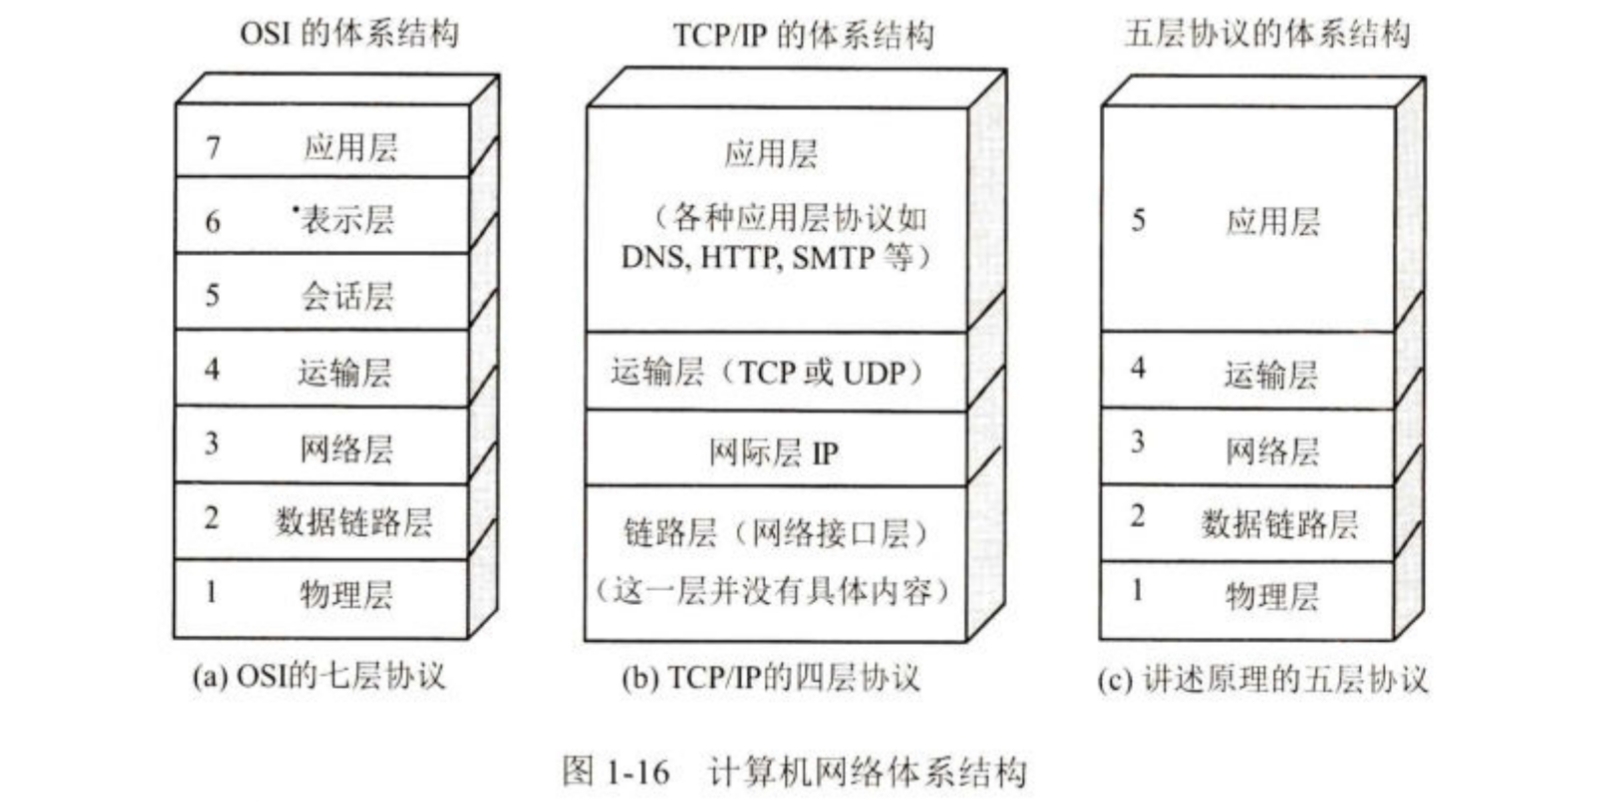 OSI 的体系结构
7 应用层
6 表示层
5 会话层
4 运输层
3 网络层
2 数据链路层
1 物理层
(a) OSI的七层协议
TCP/IP 的体系结构
应用层
（各种应用层协议如
DNS, HTTP, SMTP 等）
运输层（TCP 或 UDP）
网际层 IP
链路层（网络接口层）
（这一层并没有具体内容）
(b) TCP/IP的四层协议
五层协议的体系结构
5 应用层
4 运输层
3 网络层
2 数据链路层
1 物理层
(c) 讲述原理的五层协议
图 1-16 计算机网络体系结构